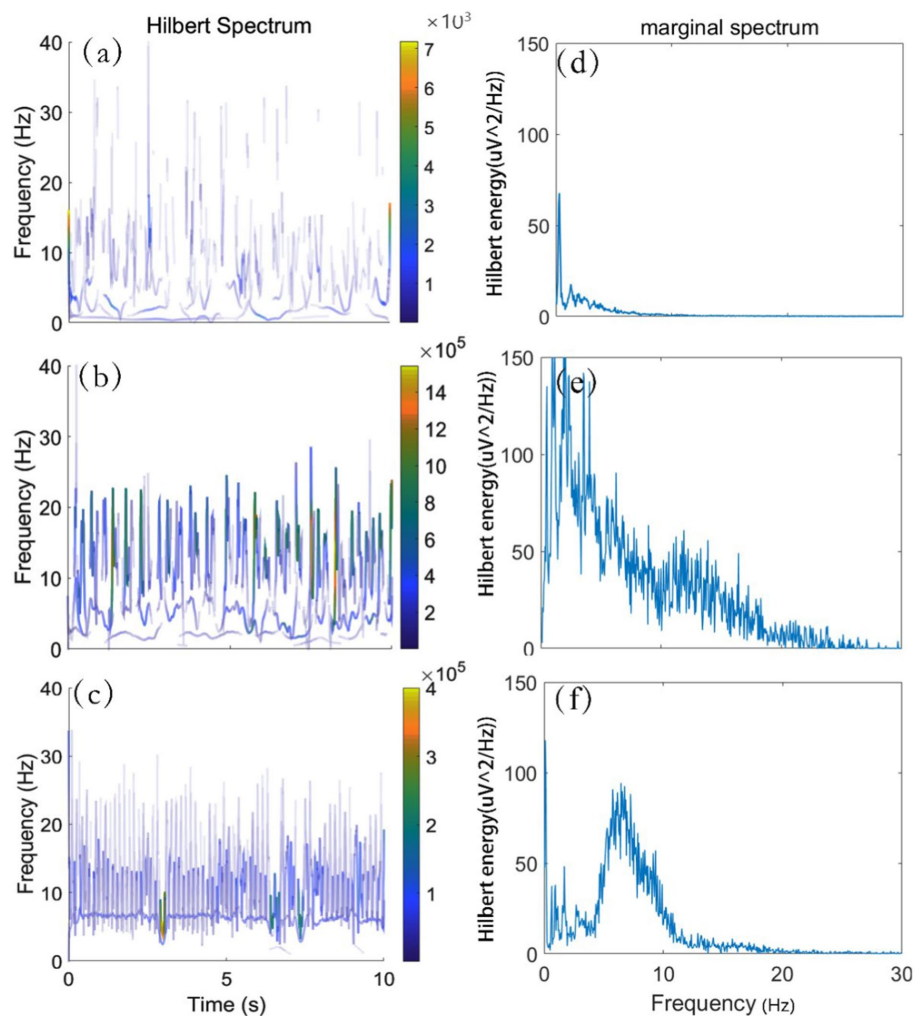 Hilbert Spectrum
marginal spectrum
(a)
×10³
40
30
20
10
0
Frequency (Hz)
7
6
5
4
3
2
1
(d)
150
100
50
0
Hilbert energy(uV^2/Hz))
(b)
×10⁵
40
30
20
10
0
Frequency (Hz)
14
12
10
8
6
4
2
(e)
150
100
50
0
Hilbert energy(uV^2/Hz))
(c)
×10⁵
40
30
20
10
0
Frequency (Hz)
4
3
2
1
0 5 10
Time (s)
(f)
150
100
50
0
Hilbert energy(uV^2/Hz))
0 10 20 30
Frequency (Hz)